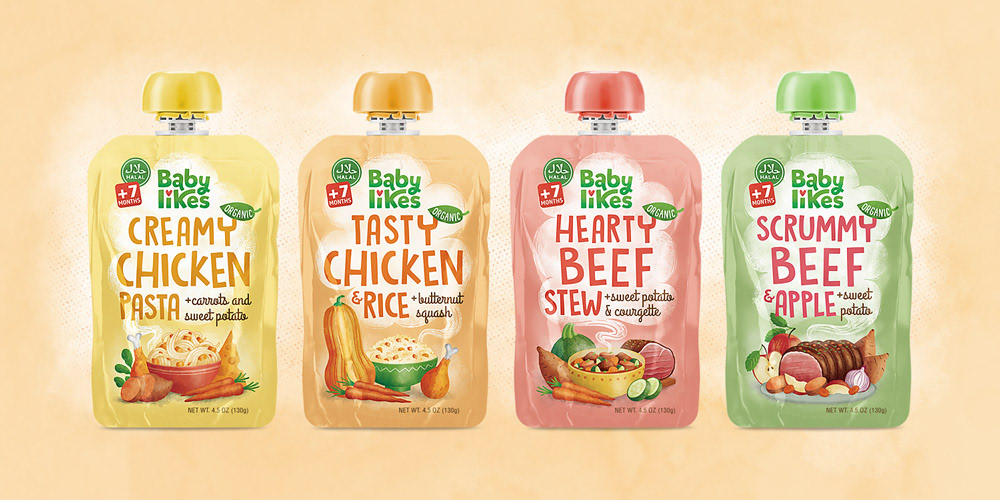 حلال
HALAL
+7
MONTHS
Baby
likes
ORGANIC
CREAMY
CHICKEN
PASTA +carrots and
sweet potato
NET WT. 4.5 OZ (130g)
حلال
HALAL
+7
MONTHS
Baby
likes
ORGANIC
TASTY
CHICKEN
& RICE +butternut
squash
NET WT. 4.5 OZ (130g)
حلال
HALAL
+7
MONTHS
Baby
likes
ORGANIC
HEARTY
BEEF
STEW +sweet potato
& courgette
NET WT. 4.5 OZ (130g)
حلال
HALAL
+7
MONTHS
Baby
likes
ORGANIC
SCRUMMY
BEEF
& APPLE +sweet
potato
NET WT. 4.5 OZ (130g)